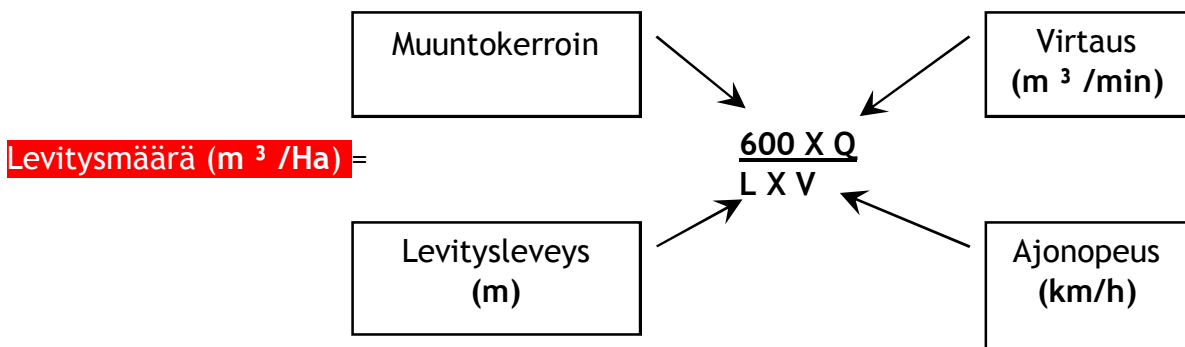 Muuntokerroin
Virtaus
(m ³ /min)
Levitysmäärä (m ³ /Ha) =
600 X Q
L X V
Levitysleveys
(m)
Ajonopeus
(km/h)